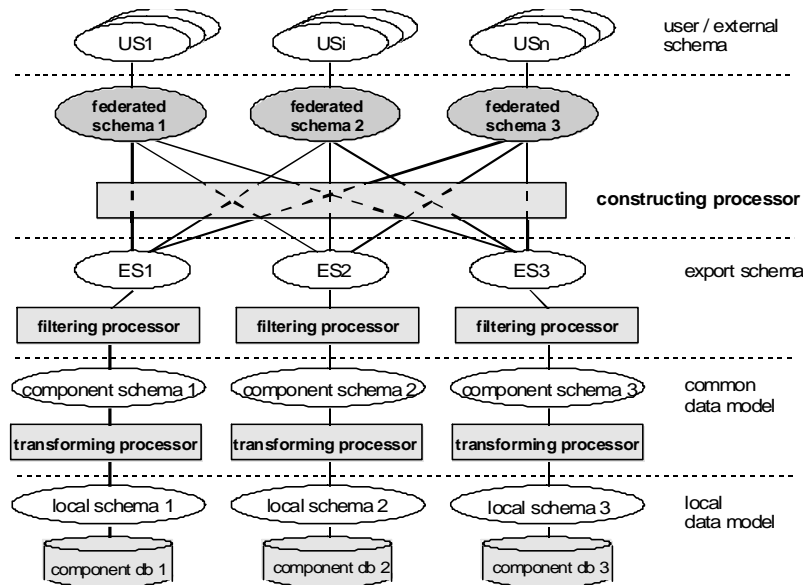 US1
USi
USn
user / external
schema
federated
schema 1
federated
schema 2
federated
schema 3
constructing processor
ES1
ES2
ES3
export schema
filtering processor
filtering processor
filtering processor
component schema 1
component schema 2
component schema 3
common
data model
transforming processor
transforming processor
transforming processor
local schema 1
local schema 2
local schema 3
local
data model
component db 1
component db 2
component db 3